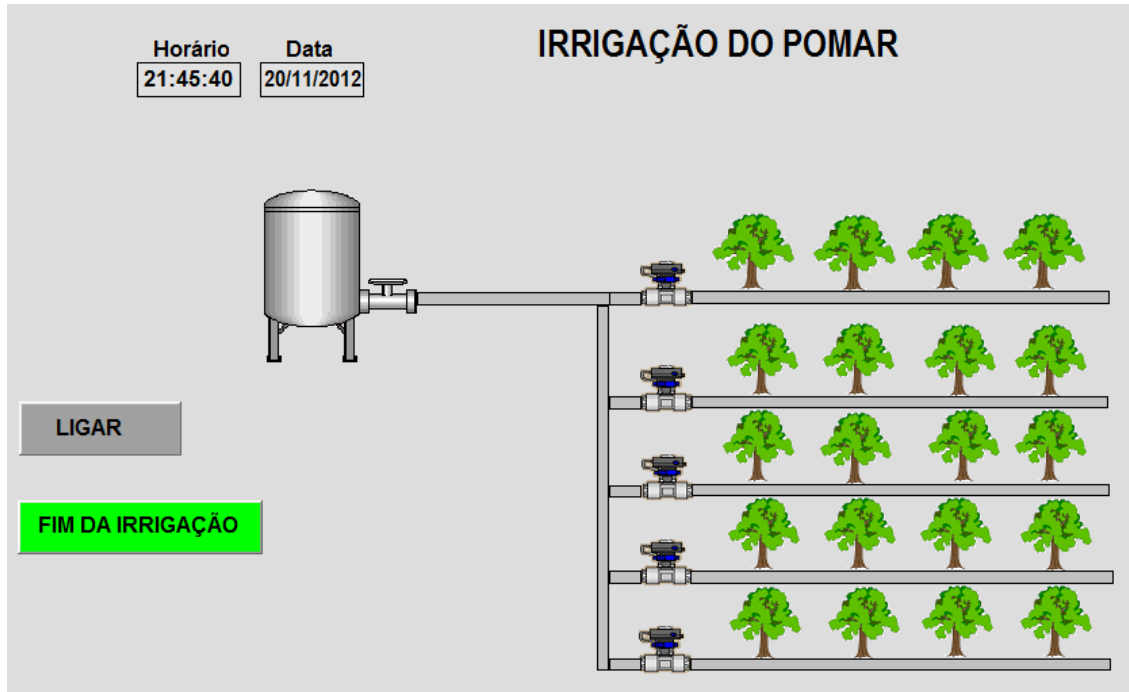 IRRIGAÇÃO DO POMAR
Horário Data
21:45:40 20/11/2012
LIGAR
FIM DA IRRIGAÇÃO